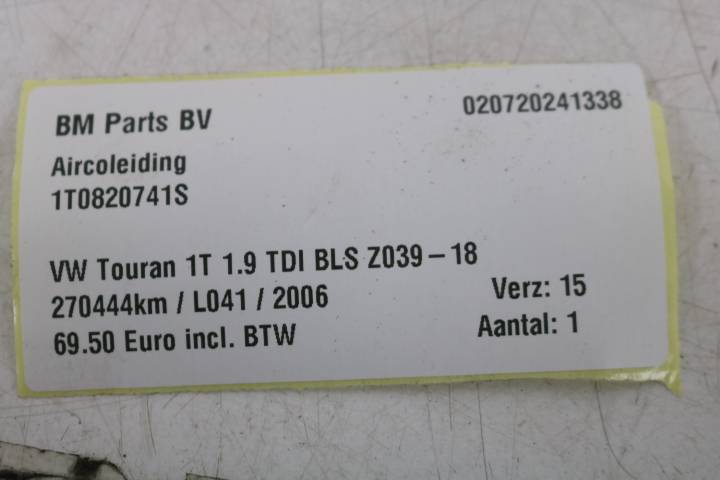 BM Parts BV 020720241338
Aircoleiding
1T0820741S
VW Touran 1T 1.9 TDI BLS Z039-18
270444km / L041 / 2006 Verz: 15
69.50 Euro incl. BTW Aantal: 1